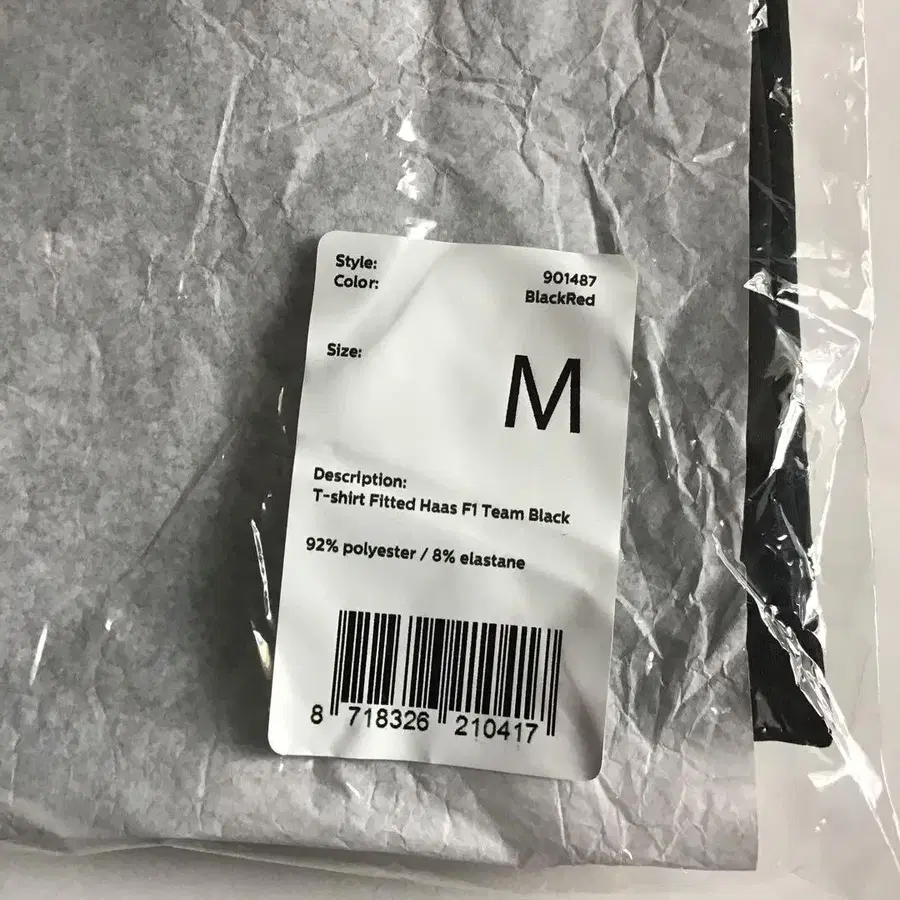 Style: 901487
Color: BlackRed
Size: M
Description:
T-shirt Fitted Haas F1 Team Black
92% polyester / 8% elastane
8 718326 210417